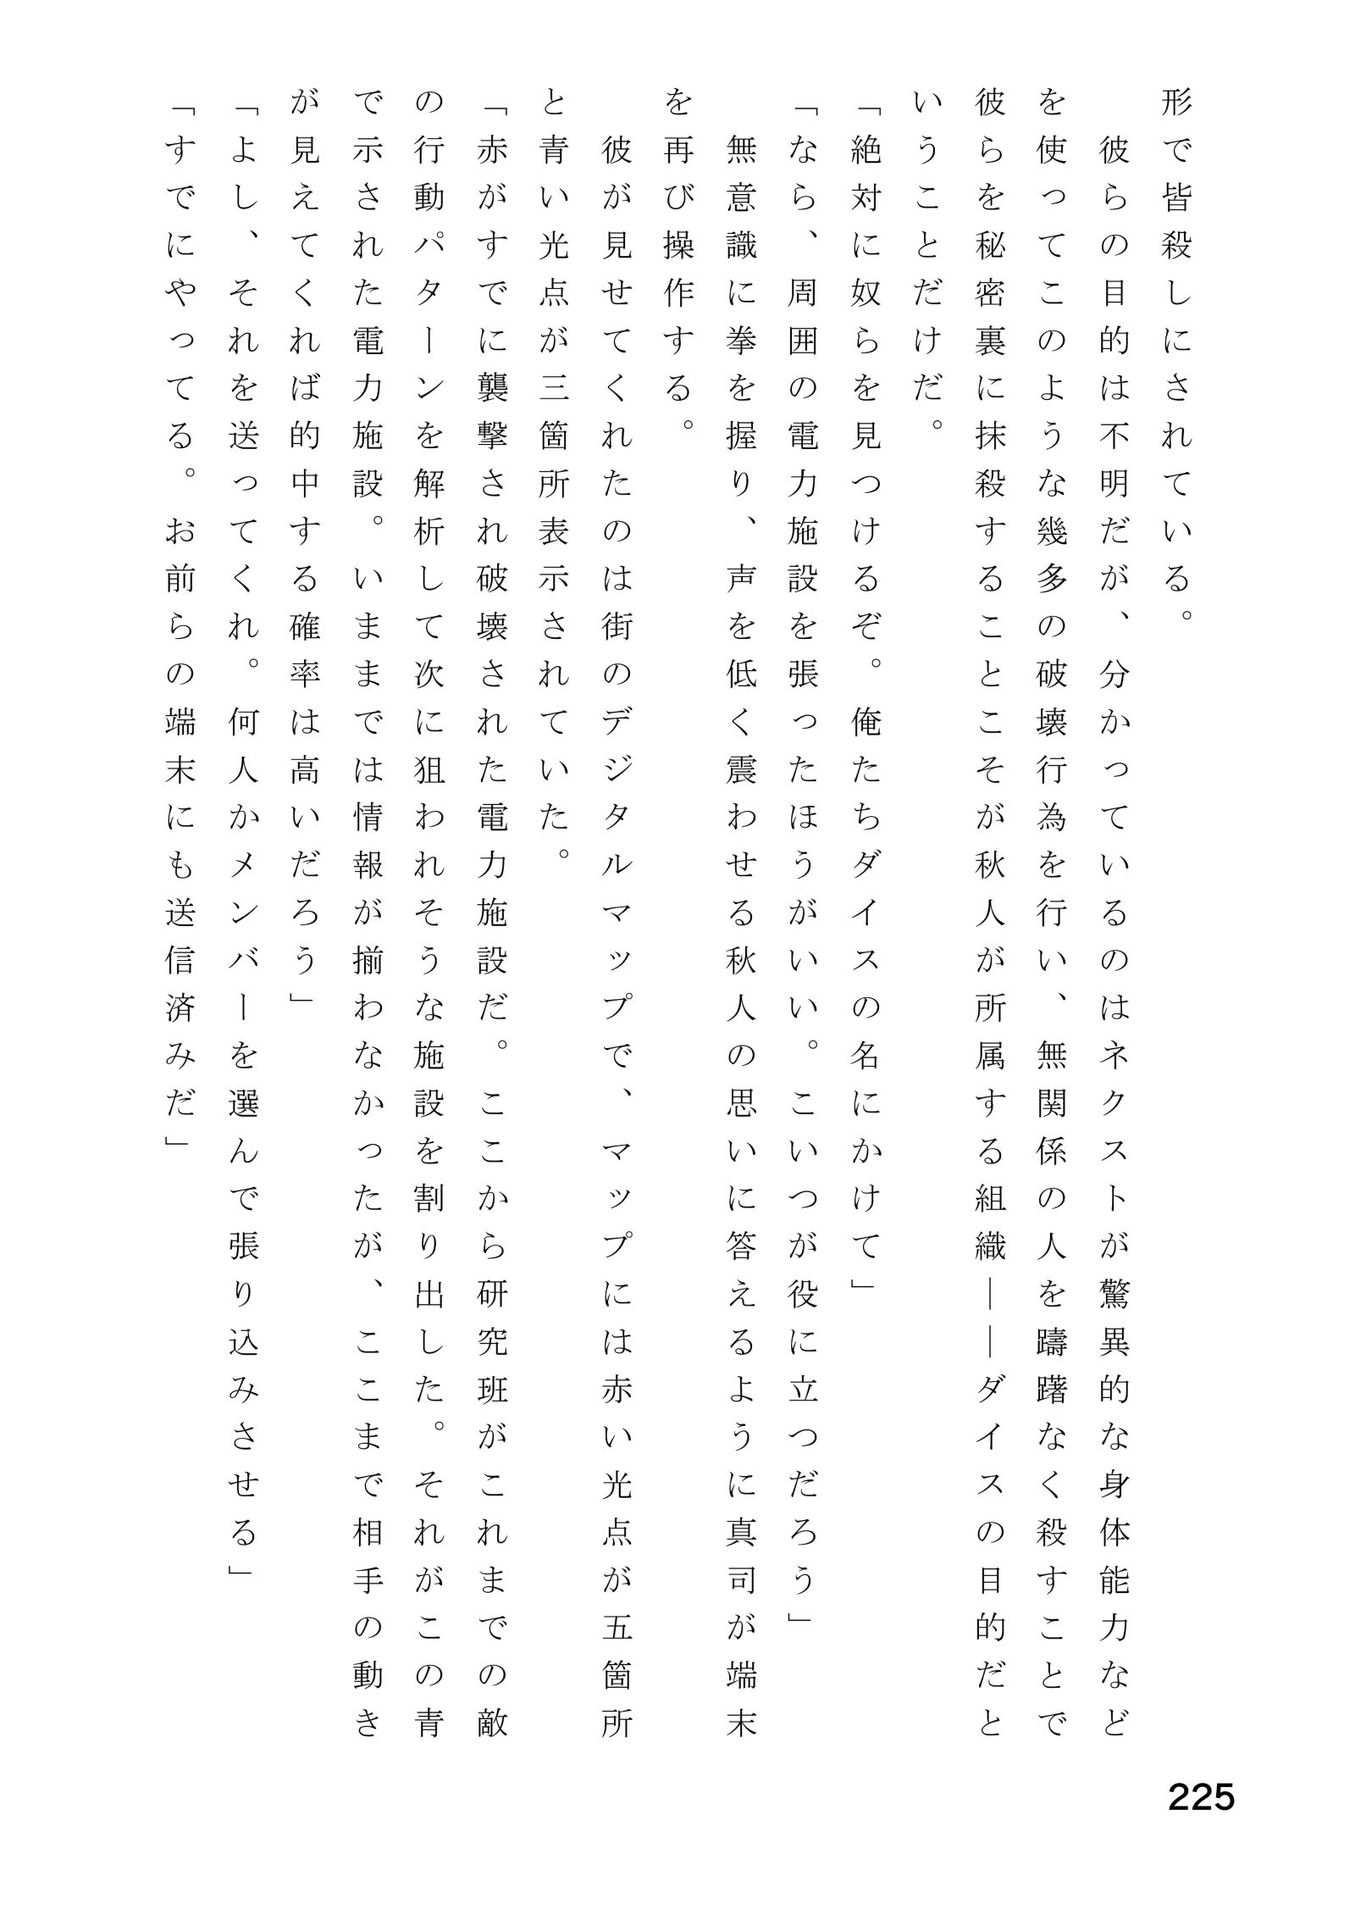 形で皆殺しにされている。
　彼らの目的は不明だが、分かっているのはネクストが驚異的な身体能力など
を使ってこのような幾多の破壊行為を行い、無関係の人を躊躇なく殺すことで
彼らを秘密裏に抹殺することこそが秋人が所属する組織――ダイスの目的だと
いうことだけだ。
「絶対に奴らを見つけるぞ。俺たちダイスの名にかけて」
「なら、周囲の電力施設を張ったほうがいい。こいつが役に立つだろう」
　無意識に拳を握り、声を低く震わせる秋人の思いに答えるように真司が端末
を再び操作する。
　彼が見せてくれたのは街のデジタルマップで、マップには赤い光点が五箇所
と青い光点が三箇所表示されていた。
「赤がすでに襲撃され破壊された電力施設だ。ここから研究班がこれまでの敵
の行動パターンを解析して次に狙われそうな施設を割り出した。それがこの青
で示された電力施設。いままでは情報が揃わなかったが、ここまで相手の動き
が見えてくれば的中する確率は高いだろう」
「よし、それを送ってくれ。何人かメンバーを選んで張り込みさせる」
「すでにやってる。お前らの端末にも送信済みだ」
225